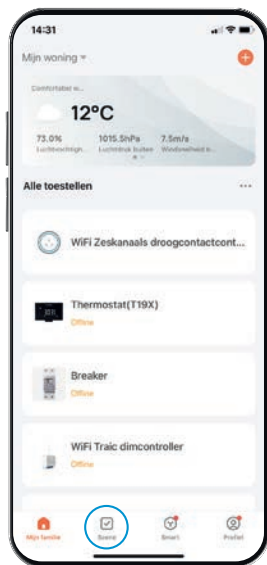 14:31
Mijn woning
Comfortabel w...
12°C
73.0% 1015.5hPa 7.5m/s
Luchtvochtigh... Luchtdruk buiten Windsnelheid b...
Alle toestellen ...
WiFi Zeskanaals droogcontactcont...
Thermostat(T19X)
Offline
Breaker
Offline
WiFi Traic dimcontroller
Offline
Mijn familie Scene Smart Profiel